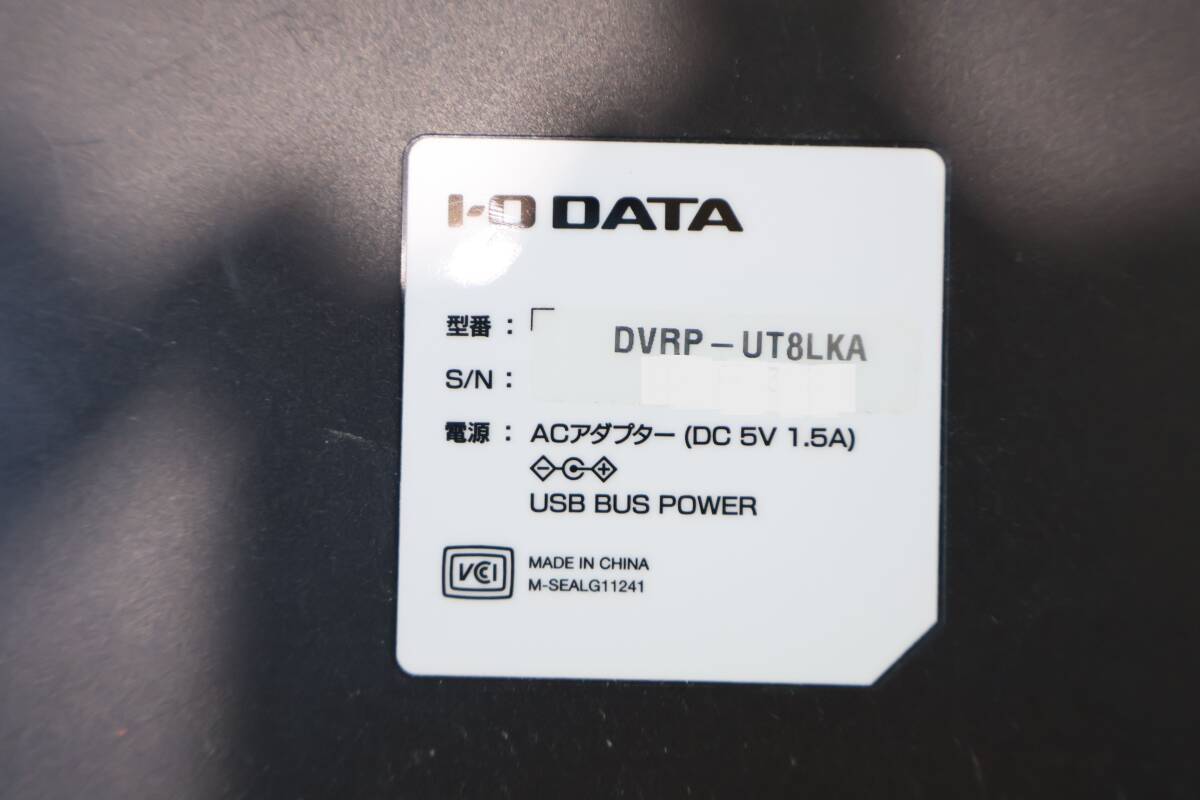 I-O DATA
型番 : DVRP-UT8LKA
S/N :
電源 : ACアダプター (DC 5V 1.5A)
USB BUS POWER
VCCI
MADE IN CHINA
M-SEALG11241